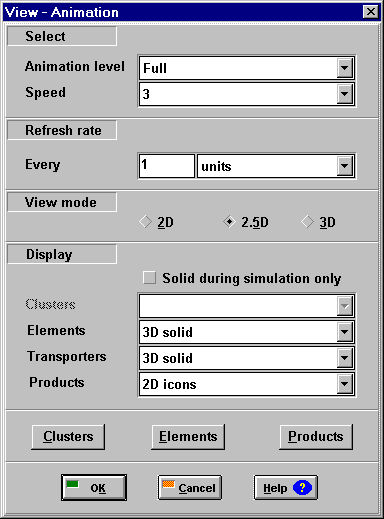 View - Animation
Select
Animation level Full
Speed 3
Refresh rate
Every 1 units
View mode
2D 2.5D 3D
Display
Solid during simulation only
Clusters
Elements 3D solid
Transporters 3D solid
Products 2D icons
Clusters Elements Products
OK Cancel Help ?